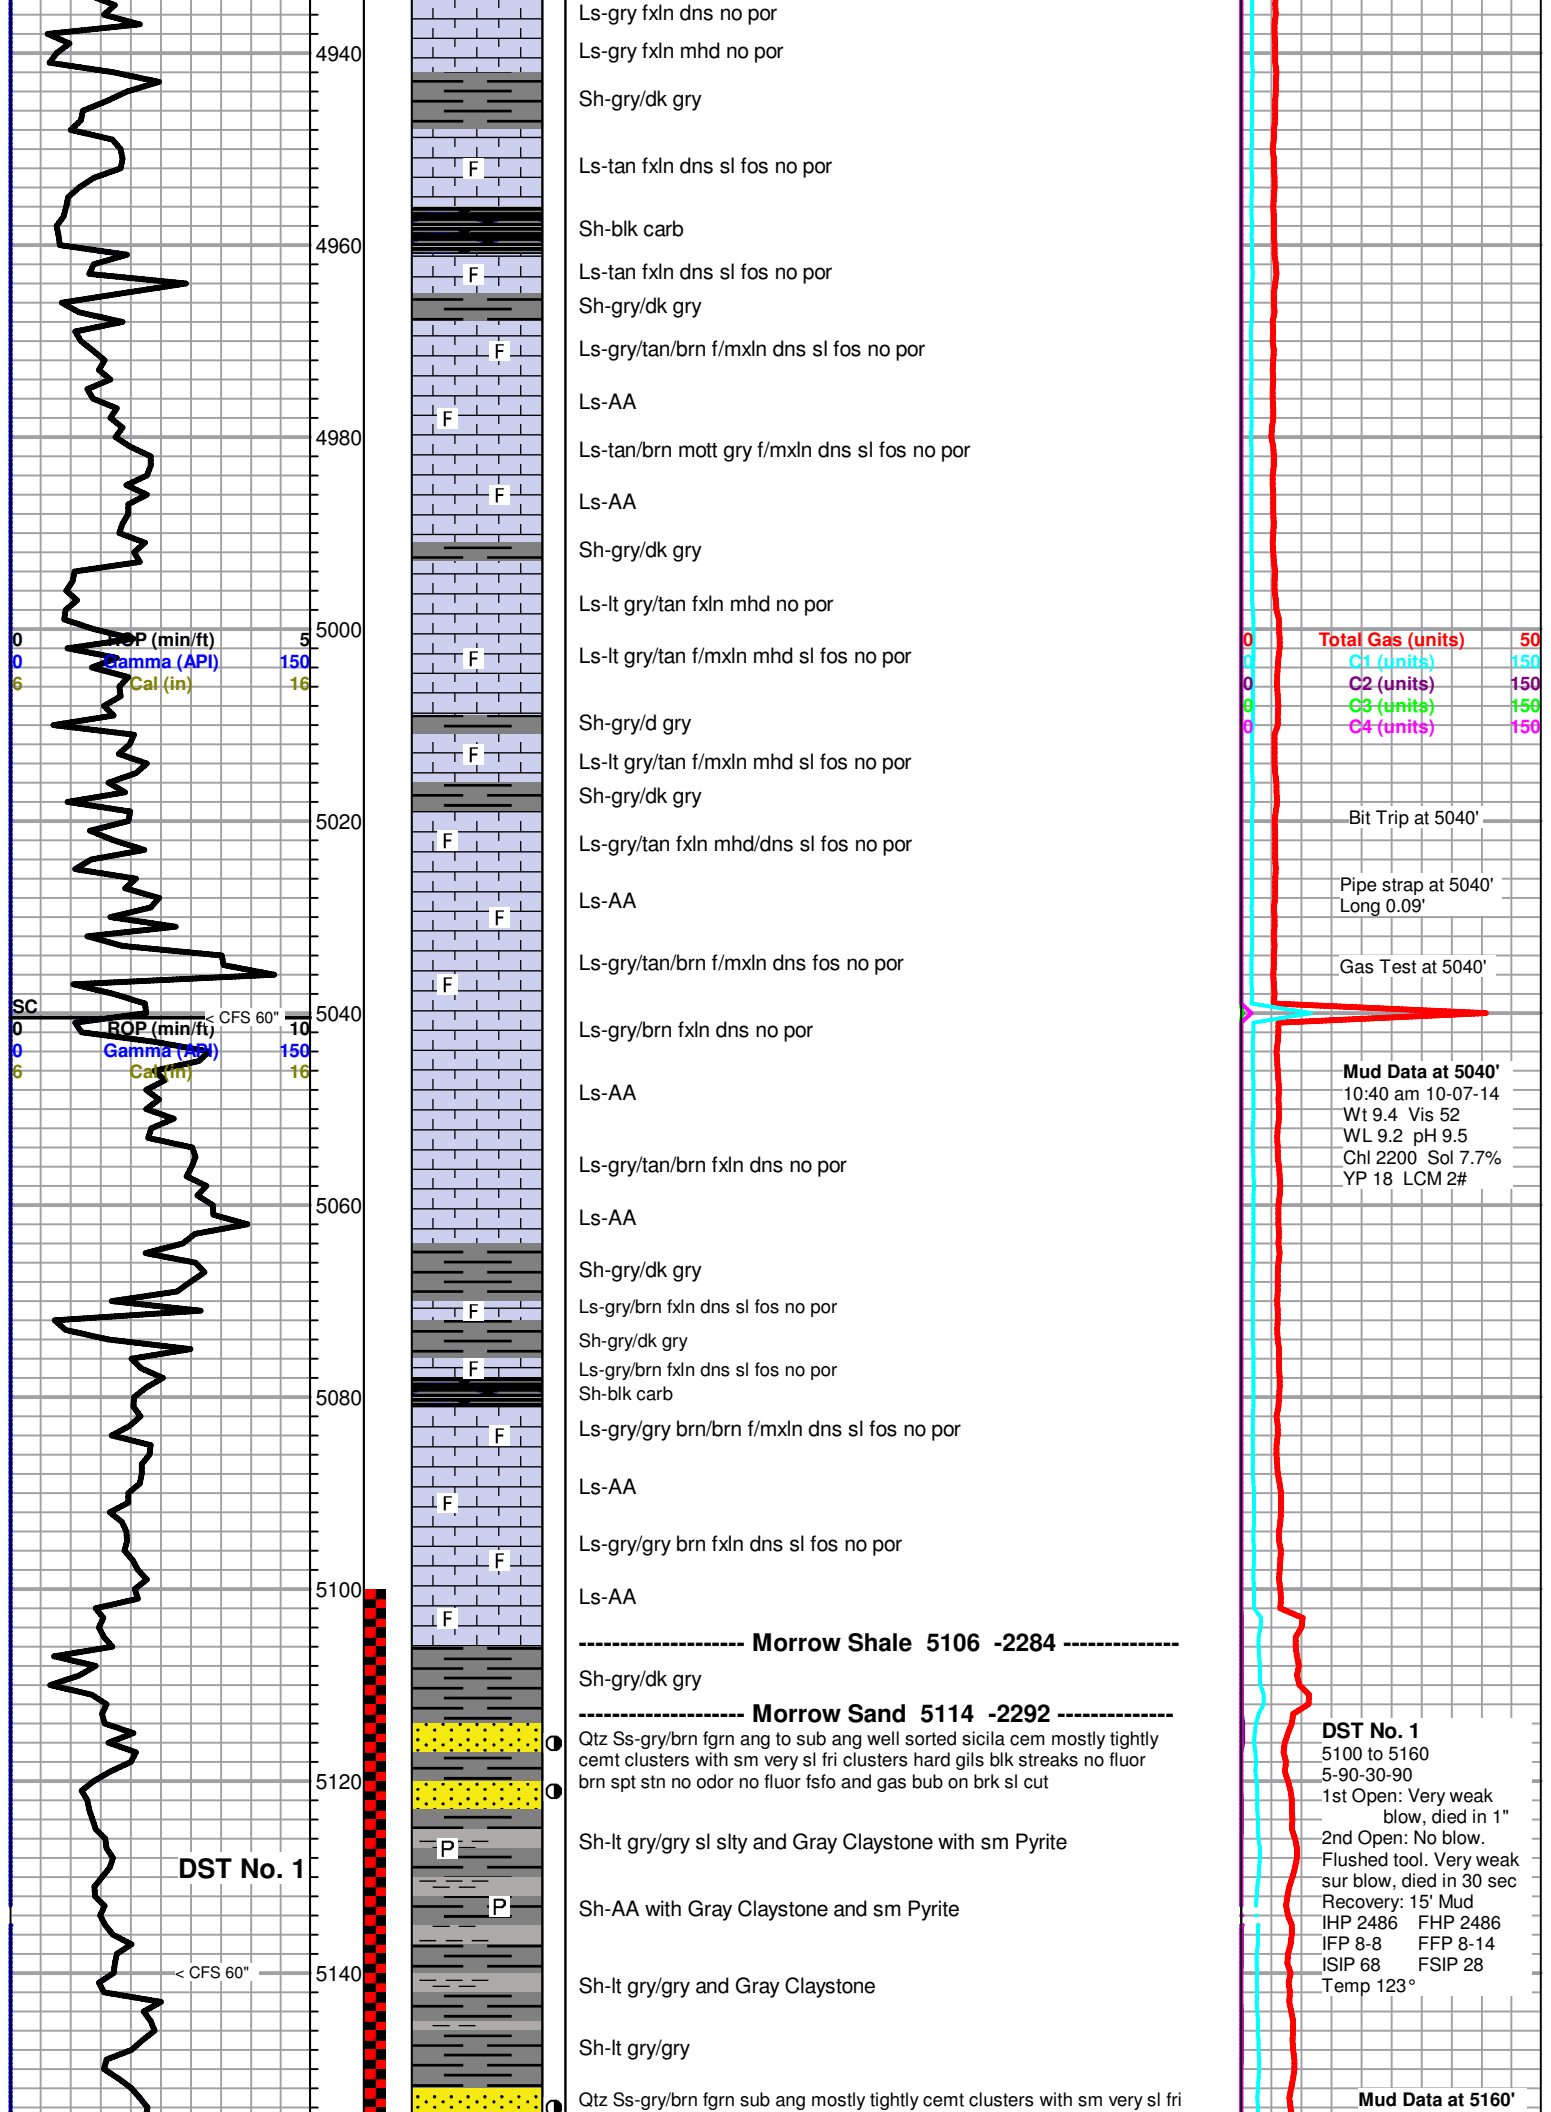 Ls-gry fxln dns no por
4940
Ls-gry fxln mhd no por
Sh-gry/dk gry
F
Ls-tan fxln dns sl fos no por
Sh-blk carb
4960
F
Ls-tan fxln dns sl fos no por
Sh-gry/dk gry
F
Ls-gry/tan/brn f/mxln dns sl fos no por
F
Ls-AA
4980
Ls-tan/brn mott gry f/mxln dns sl fos no por
F
Ls-AA
Sh-gry/dk gry
Ls-lt gry/tan fxln mhd no por
5000
0 ROP (min/ft) 5
0 Gamma (API) 150
6 Cal (in) 16
F
Ls-lt gry/tan f/mxln mhd sl fos no por
0 Total Gas (units) 50
0 C1 (units) 150
0 C2 (units) 150
0 C3 (units) 150
0 C4 (units) 150
Sh-gry/d gry
F
Ls-lt gry/tan f/mxln mhd sl fos no por
Sh-gry/dk gry
5020
Bit Trip at 5040'
F
Ls-gry/tan fxln mhd/dns sl fos no por
Pipe strap at 5040'
Long 0.09'
Ls-AA
F
Ls-gry/tan/brn f/mxln dns fos no por
Gas Test at 5040'
F
SC
< CFS 60"
5040
0 ROP (min/ft) 10
0 Gamma (API) 150
6 Cal (in) 16
Ls-gry/brn fxln dns no por
Mud Data at 5040'
10:40 am 10-07-14
Wt 9.4 Vis 52
WL 9.2 pH 9.5
Chl 2200 Sol 7.7%
YP 18 LCM 2#
Ls-AA
Ls-gry/tan/brn fxln dns no por
5060
Ls-AA
Sh-gry/dk gry
F
Ls-gry/brn fxln dns sl fos no por
Sh-gry/dk gry
F
Ls-gry/brn fxln dns sl fos no por
Sh-blk carb
5080
F
Ls-gry/gry brn/brn f/mxln dns sl fos no por
Ls-AA
F
Ls-gry/gry brn fxln dns sl fos no por
F
5100
Ls-AA
F
-------------------- Morrow Shale 5106 -2284 --------------
Sh-gry/dk gry
-------------------- Morrow Sand 5114 -2292 --------------
Qtz Ss-gry/brn fgrn ang to sub ang well sorted sicila cem mostly tightly
cemt clusters with sm very sl fri clusters hard gils blk streaks no fluor
brn spt stn no odor no fluor fsfo and gas bub on brk sl cut
5120
DST No. 1
5100 to 5160
5-90-30-90
1st Open: Very weak
blow, died in 1"
2nd Open: No blow.
Flushed tool. Very weak
sur blow, died in 30 sec
Recovery: 15' Mud
IHP 2486 FHP 2486
IFP 8-8 FFP 8-14
ISIP 68 FSIP 28
Temp 123°
P
Sh-lt gry/gry sl slty and Gray Claystone with sm Pyrite
DST No. 1
P
Sh-AA with Gray Claystone and sm Pyrite
< CFS 60"
5140
Sh-lt gry/gry and Gray Claystone
Sh-lt gry/gry
Qtz Ss-gry/brn fgrn sub ang mostly tightly cemt clusters with sm very sl fri
Mud Data at 5160'